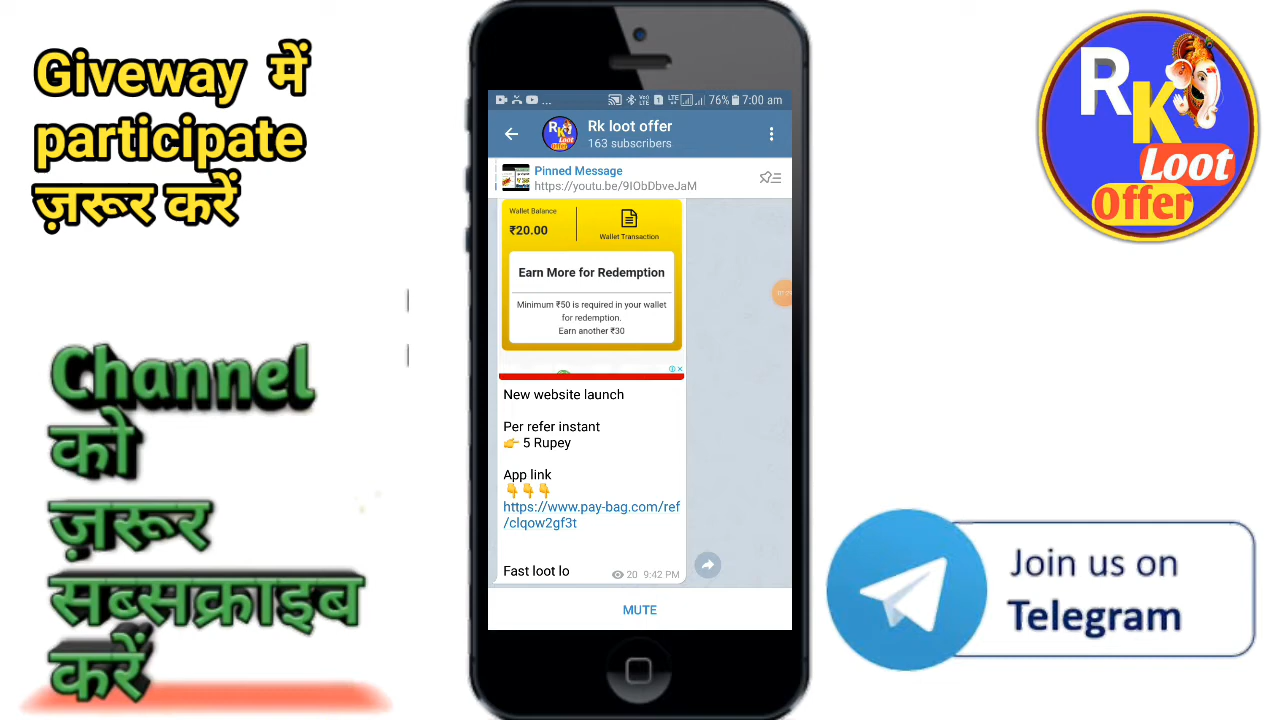 Giveway में
participate
ज़रूर करें
Channel
को
ज़रूर
सब्सक्राइब
करें
... 76% 7:00 am
Rk loot offer
163 subscribers
Pinned Message
https://youtu.be/9IObDbveJaM
Wallet Balance
₹20.00
Wallet Transaction
Earn More for Redemption
Minimum ₹50 is required in your wallet
for redemption.
Earn another ₹30
New website launch
Per refer instant
👉 5 Rupey
App link
👇👇👇
https://www.pay-bag.com/ref
/clqow2gf3t
Fast loot lo
20 9:42 PM
MUTE
RK
Loot
Offer
Join us on
Telegram